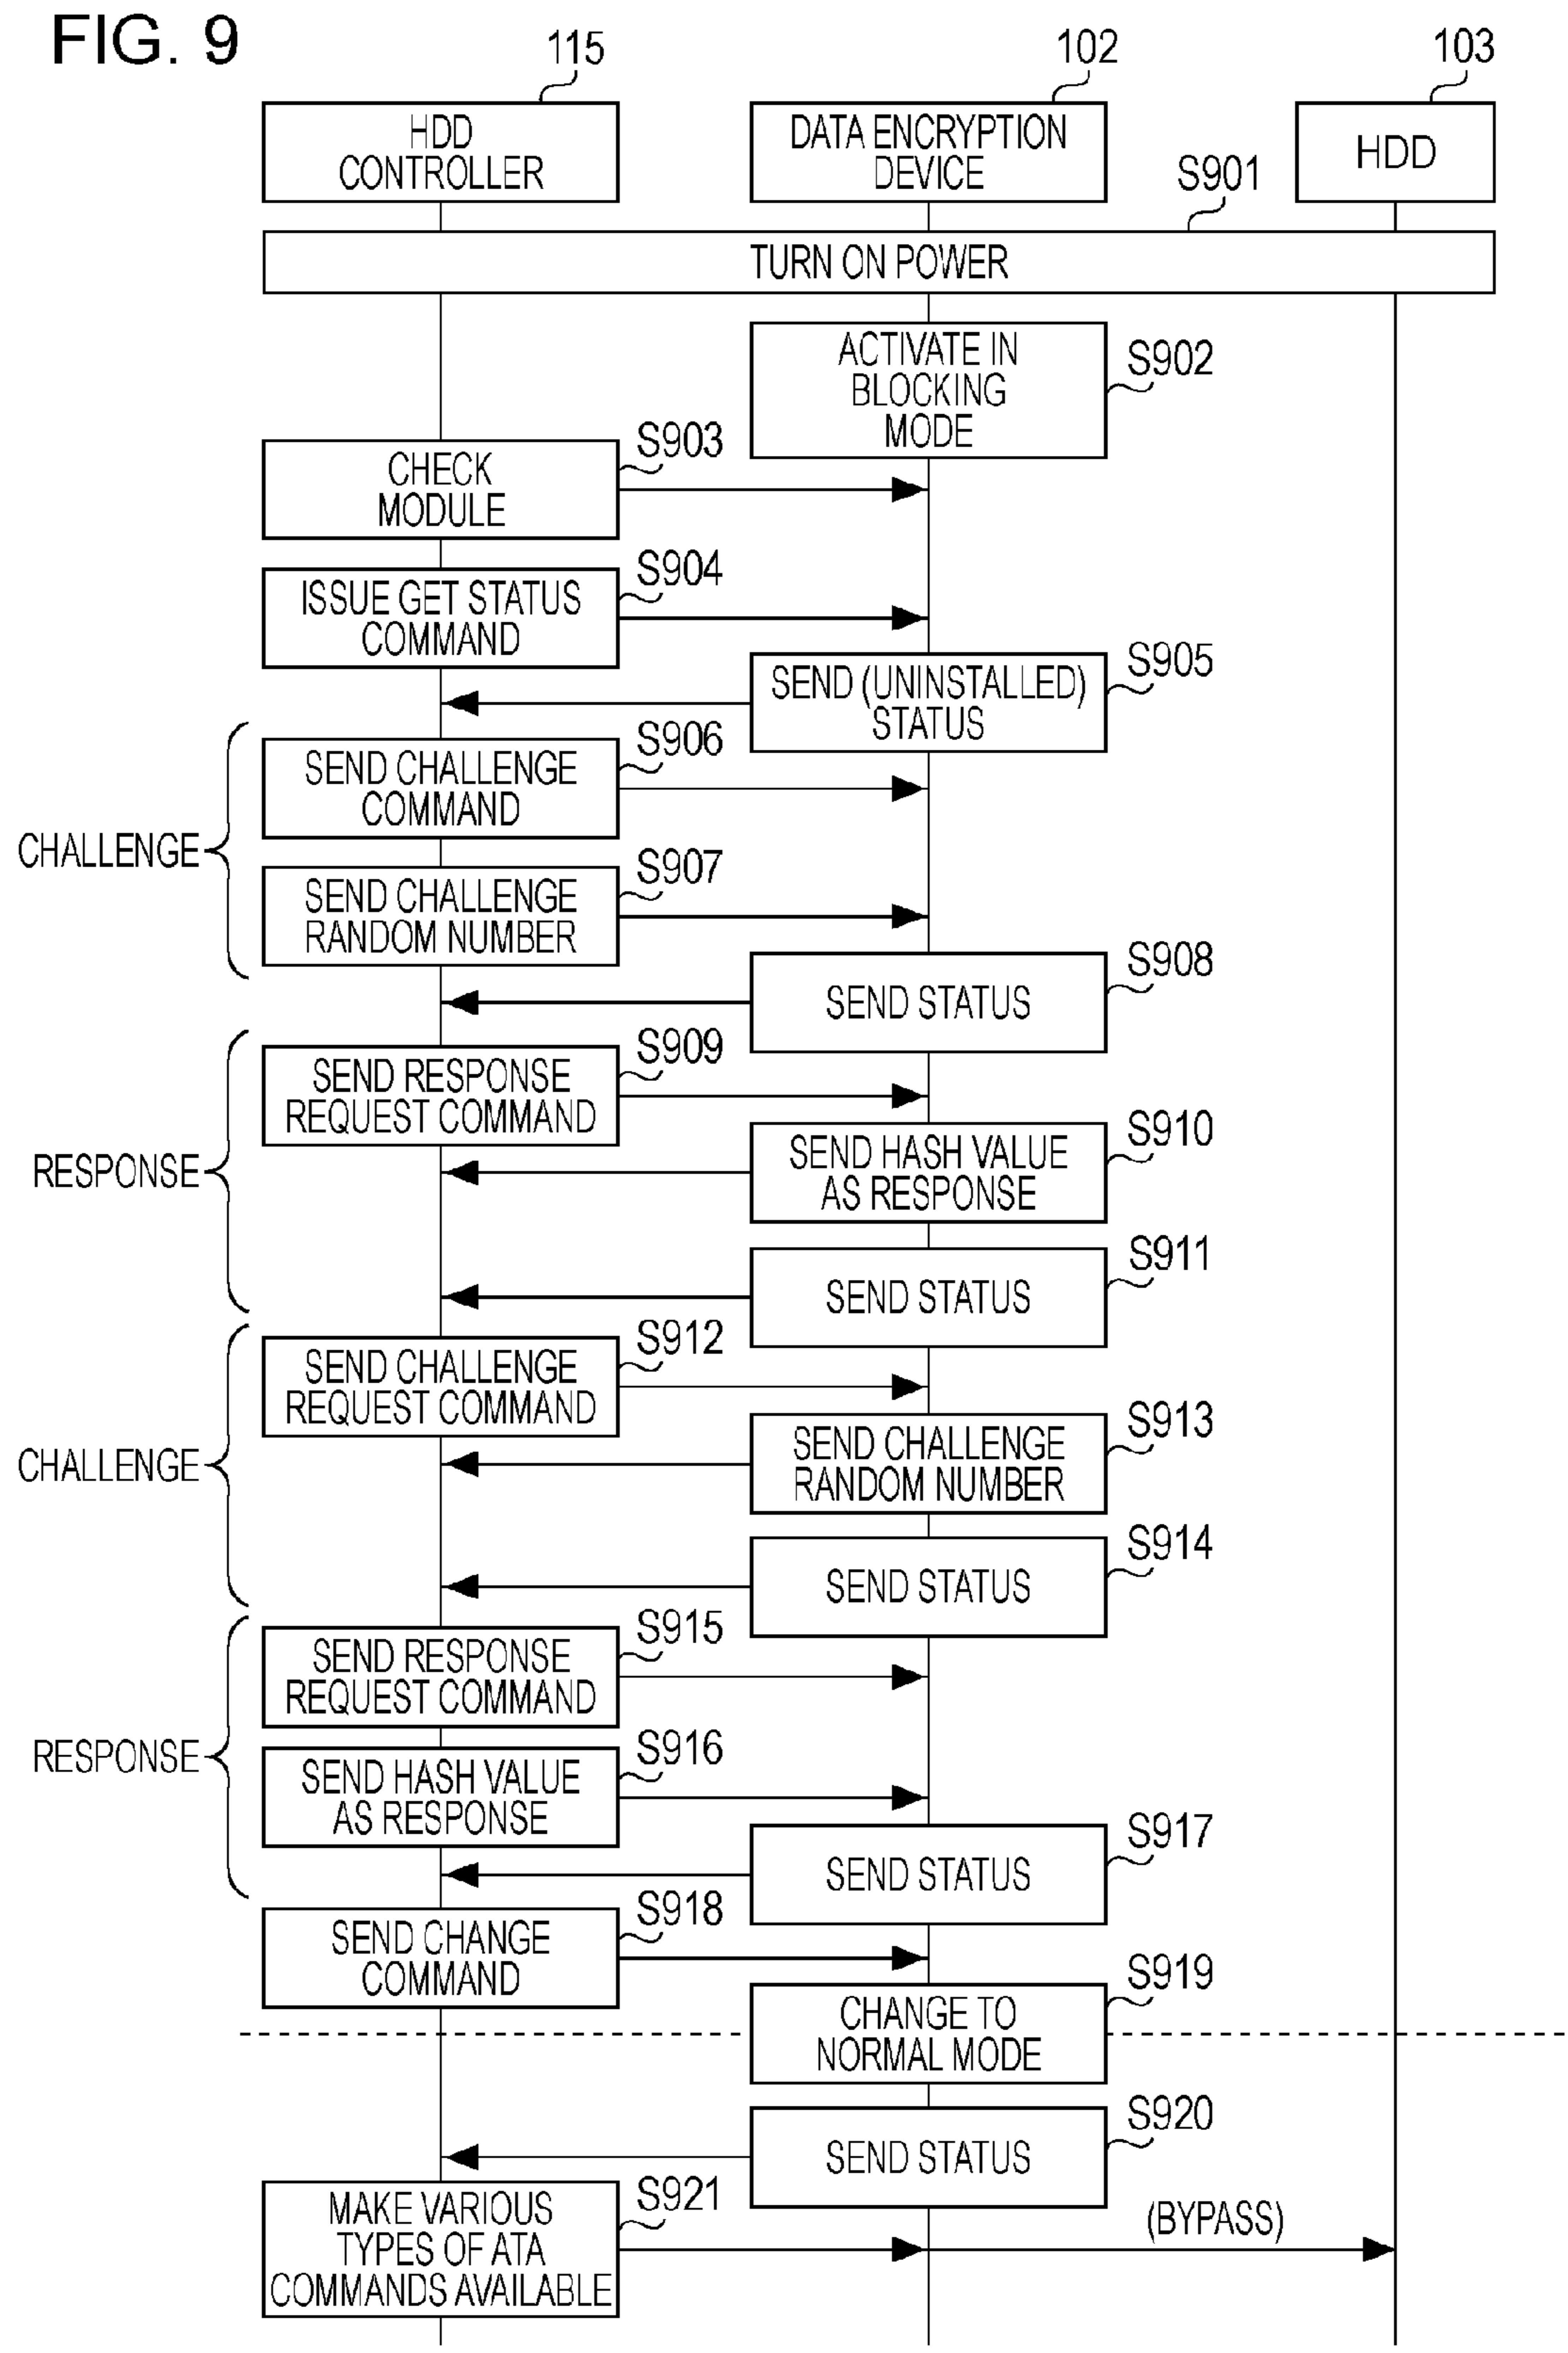 FIG. 9
115
102
103
HDD
CONTROLLER
DATA ENCRYPTION
DEVICE
HDD
S901
TURN ON POWER
ACTIVATE IN
BLOCKING
MODE
S902
CHECK
MODULE
S903
ISSUE GET STATUS
COMMAND
S904
SEND (UNINSTALLED)
STATUS
S905
CHALLENGE
SEND CHALLENGE
COMMAND
S906
SEND CHALLENGE
RANDOM NUMBER
S907
SEND STATUS
S908
RESPONSE
SEND RESPONSE
REQUEST COMMAND
S909
SEND HASH VALUE
AS RESPONSE
S910
SEND STATUS
S911
CHALLENGE
SEND CHALLENGE
REQUEST COMMAND
S912
SEND CHALLENGE
RANDOM NUMBER
S913
SEND STATUS
S914
RESPONSE
SEND RESPONSE
REQUEST COMMAND
S915
SEND HASH VALUE
AS RESPONSE
S916
SEND STATUS
S917
SEND CHANGE
COMMAND
S918
CHANGE TO
NORMAL MODE
S919
SEND STATUS
S920
MAKE VARIOUS
TYPES OF ATA
COMMANDS AVAILABLE
S921
(BYPASS)